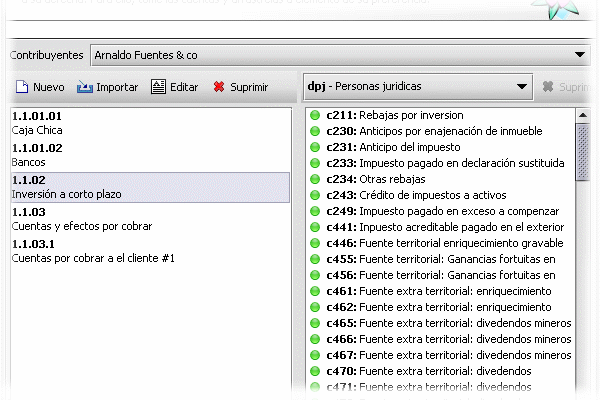 Contribuyentes Arnaldo Fuentes & co
Nuevo Importar Editar Suprimir
dpj - Personas juridicas
1.1.01.01
Caja Chica
1.1.01.02
Bancos
1.1.02
Inversión a corto plazo
1.1.03
Cuentas y efectos por cobrar
1.1.03.1
Cuentas por cobrar a el cliente #1
c211: Rebajas por inversion
c230: Anticipos por enajenación de inmueble
c231: Anticipo del impuesto
c233: Impuesto pagado en declaración sustituida
c234: Otras rebajas
c243: Crédito de impuestos a activos
c249: Impuesto pagado en exceso a compenzar
c441: Inpuesto acreditable pagado en el exterior
c446: Fuente territorial enriquecimiento gravable
c455: Fuente territorial: Ganancias fortuitas en
c456: Fuente territorial: Ganancias fortuitas en
c461: Fuente extra territorial: enriquecimiento
c462: Fuente extra territorial: enriquecimiento
c465: Fuente extra territorial: divedendos mineros
c466: Fuente extra territorial: divedendos mineros
c467: Fuente extra territorial: divedendos mineros
c470: Fuente extra territorial: divedendos
c471: Fuente extra territorial: divedendos